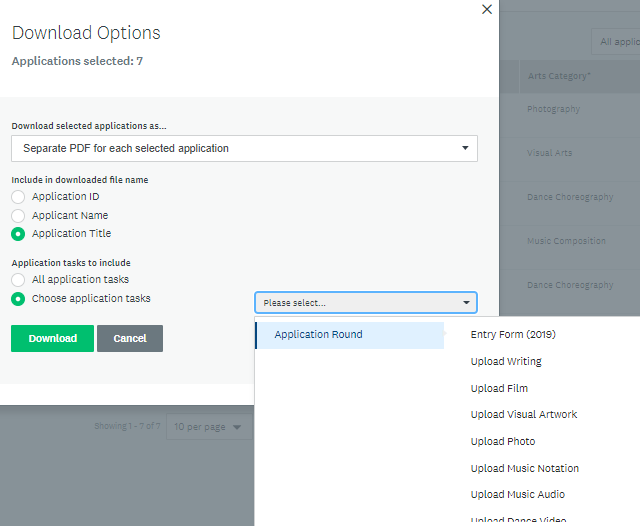 Download Options
Applications selected: 7
All applic
Arts Category*
Photography
Visual Arts
Dance Choreography
Music Composition
Dance Choreography
Download selected applications as...
Separate PDF for each selected application
Include in downloaded file name
Application ID
Applicant Name
Application Title
Application tasks to include
All application tasks
Choose application tasks
Please select...
Download
Cancel
Application Round
Entry Form (2019)
Upload Writing
Upload Film
Upload Visual Artwork
Upload Photo
Upload Music Notation
Upload Music Audio
Upload Dance Video
Showing 1 - 7 of 7
10 per page